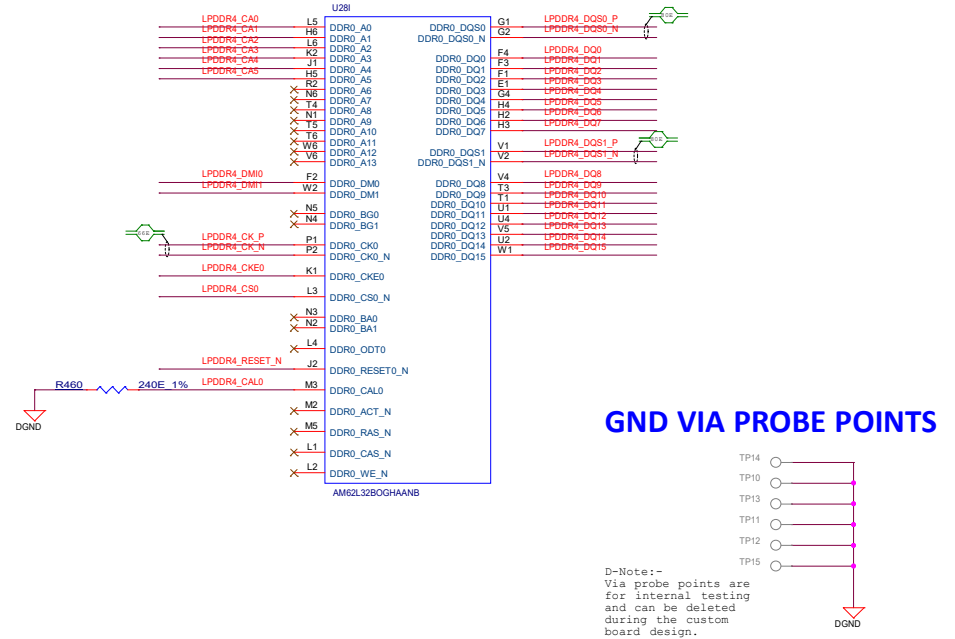 U28I
LPDDR4_CA0 L5 DDR0_A0
LPDDR4_CA1 H6 DDR0_A1
LPDDR4_CA2 L6 DDR0_A2
LPDDR4_CA3 K2 DDR0_A3
LPDDR4_CA4 J1 DDR0_A4
LPDDR4_CA5 H5 DDR0_A5
R2 DDR0_A6
N6 DDR0_A7
T4 DDR0_A8
N1 DDR0_A9
T5 DDR0_A10
T6 DDR0_A11
W6 DDR0_A12
V6 DDR0_A13
LPDDR4_DMI0 F2 DDR0_DM0
LPDDR4_DMI1 W2 DDR0_DM1
N5 DDR0_BG0
N4 DDR0_BG1
LPDDR4_CK_P P1 DDR0_CK0
LPDDR4_CK_N P2 DDR0_CK0_N
LPDDR4_CKE0 K1 DDR0_CKE0
LPDDR4_CS0 L3 DDR0_CS0_N
N3 DDR0_BA0
N2 DDR0_BA1
L4 DDR0_ODT0
LPDDR4_RESET_N J2 DDR0_RESET0_N
R460 240E_1% LPDDR4_CAL0 M3 DDR0_CAL0
DGND
M2 DDR0_ACT_N
M5 DDR0_RAS_N
L1 DDR0_CAS_N
L2 DDR0_WE_N
AM62L32BOGHAANB
DDR0_DQS0 G1 LPDDR4_DQS0_P
DDR0_DQS0_N G2 LPDDR4_DQS0_N
DDR0_DQ0 F4 LPDDR4_DQ0
DDR0_DQ1 F3 LPDDR4_DQ1
DDR0_DQ2 F1 LPDDR4_DQ2
DDR0_DQ3 E1 LPDDR4_DQ3
DDR0_DQ4 G4 LPDDR4_DQ4
DDR0_DQ5 H4 LPDDR4_DQ5
DDR0_DQ6 H2 LPDDR4_DQ6
DDR0_DQ7 H3 LPDDR4_DQ7
DDR0_DQS1 V1 LPDDR4_DQS1_P
DDR0_DQS1_N V2 LPDDR4_DQS1_N
DDR0_DQ8 V4 LPDDR4_DQ8
DDR0_DQ9 T3 LPDDR4_DQ9
DDR0_DQ10 T1 LPDDR4_DQ10
DDR0_DQ11 U1 LPDDR4_DQ11
DDR0_DQ12 U4 LPDDR4_DQ12
DDR0_DQ13 V5 LPDDR4_DQ13
DDR0_DQ14 U2 LPDDR4_DQ14
DDR0_DQ15 W1 LPDDR4_DQ15
GND VIA PROBE POINTS
TP14
TP10
TP13
TP11
TP12
TP15
DGND
D-Note:-
Via probe points are
for internal testing
and can be deleted
during the custom
board design.